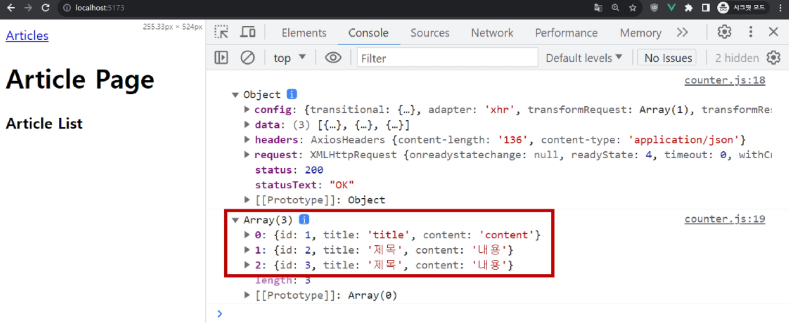 localhost:5173
시크릿 모드
Articles
255.33px × 524px
Article Page
Article List
Elements Console Sources Network Performance Memory >>
top ▼ Filter Default levels ▼ No Issues 2 hidden
counter.js:18
▼ Object i
▶ config: {transitional: {…}, adapter: 'xhr', transformRequest: Array(1), transformRes
▶ data: (3) [{…}, {…}, {…}]
▶ headers: AxiosHeaders {content-length: '136', content-type: 'application/json'}
▶ request: XMLHttpRequest {onreadystatechange: null, readyState: 4, timeout: 0, withCr
status: 200
statusText: "OK"
▶ [[Prototype]]: Object
▼ Array(3) i counter.js:19
▶ 0: {id: 1, title: 'title', content: 'content'}
▶ 1: {id: 2, title: '제목', content: '내용'}
▶ 2: {id: 3, title: '제목', content: '내용'}
length: 3
▶ [[Prototype]]: Array(0)
>